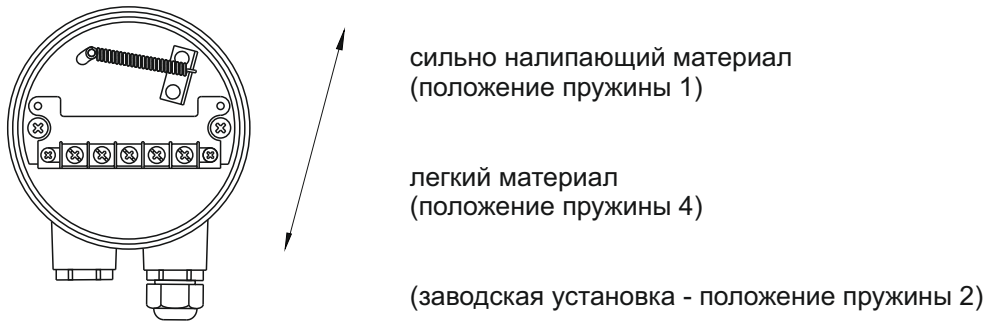 сильно налипающий материал
(положение пружины 1)
легкий материал
(положение пружины 4)
(заводская установка - положение пружины 2)